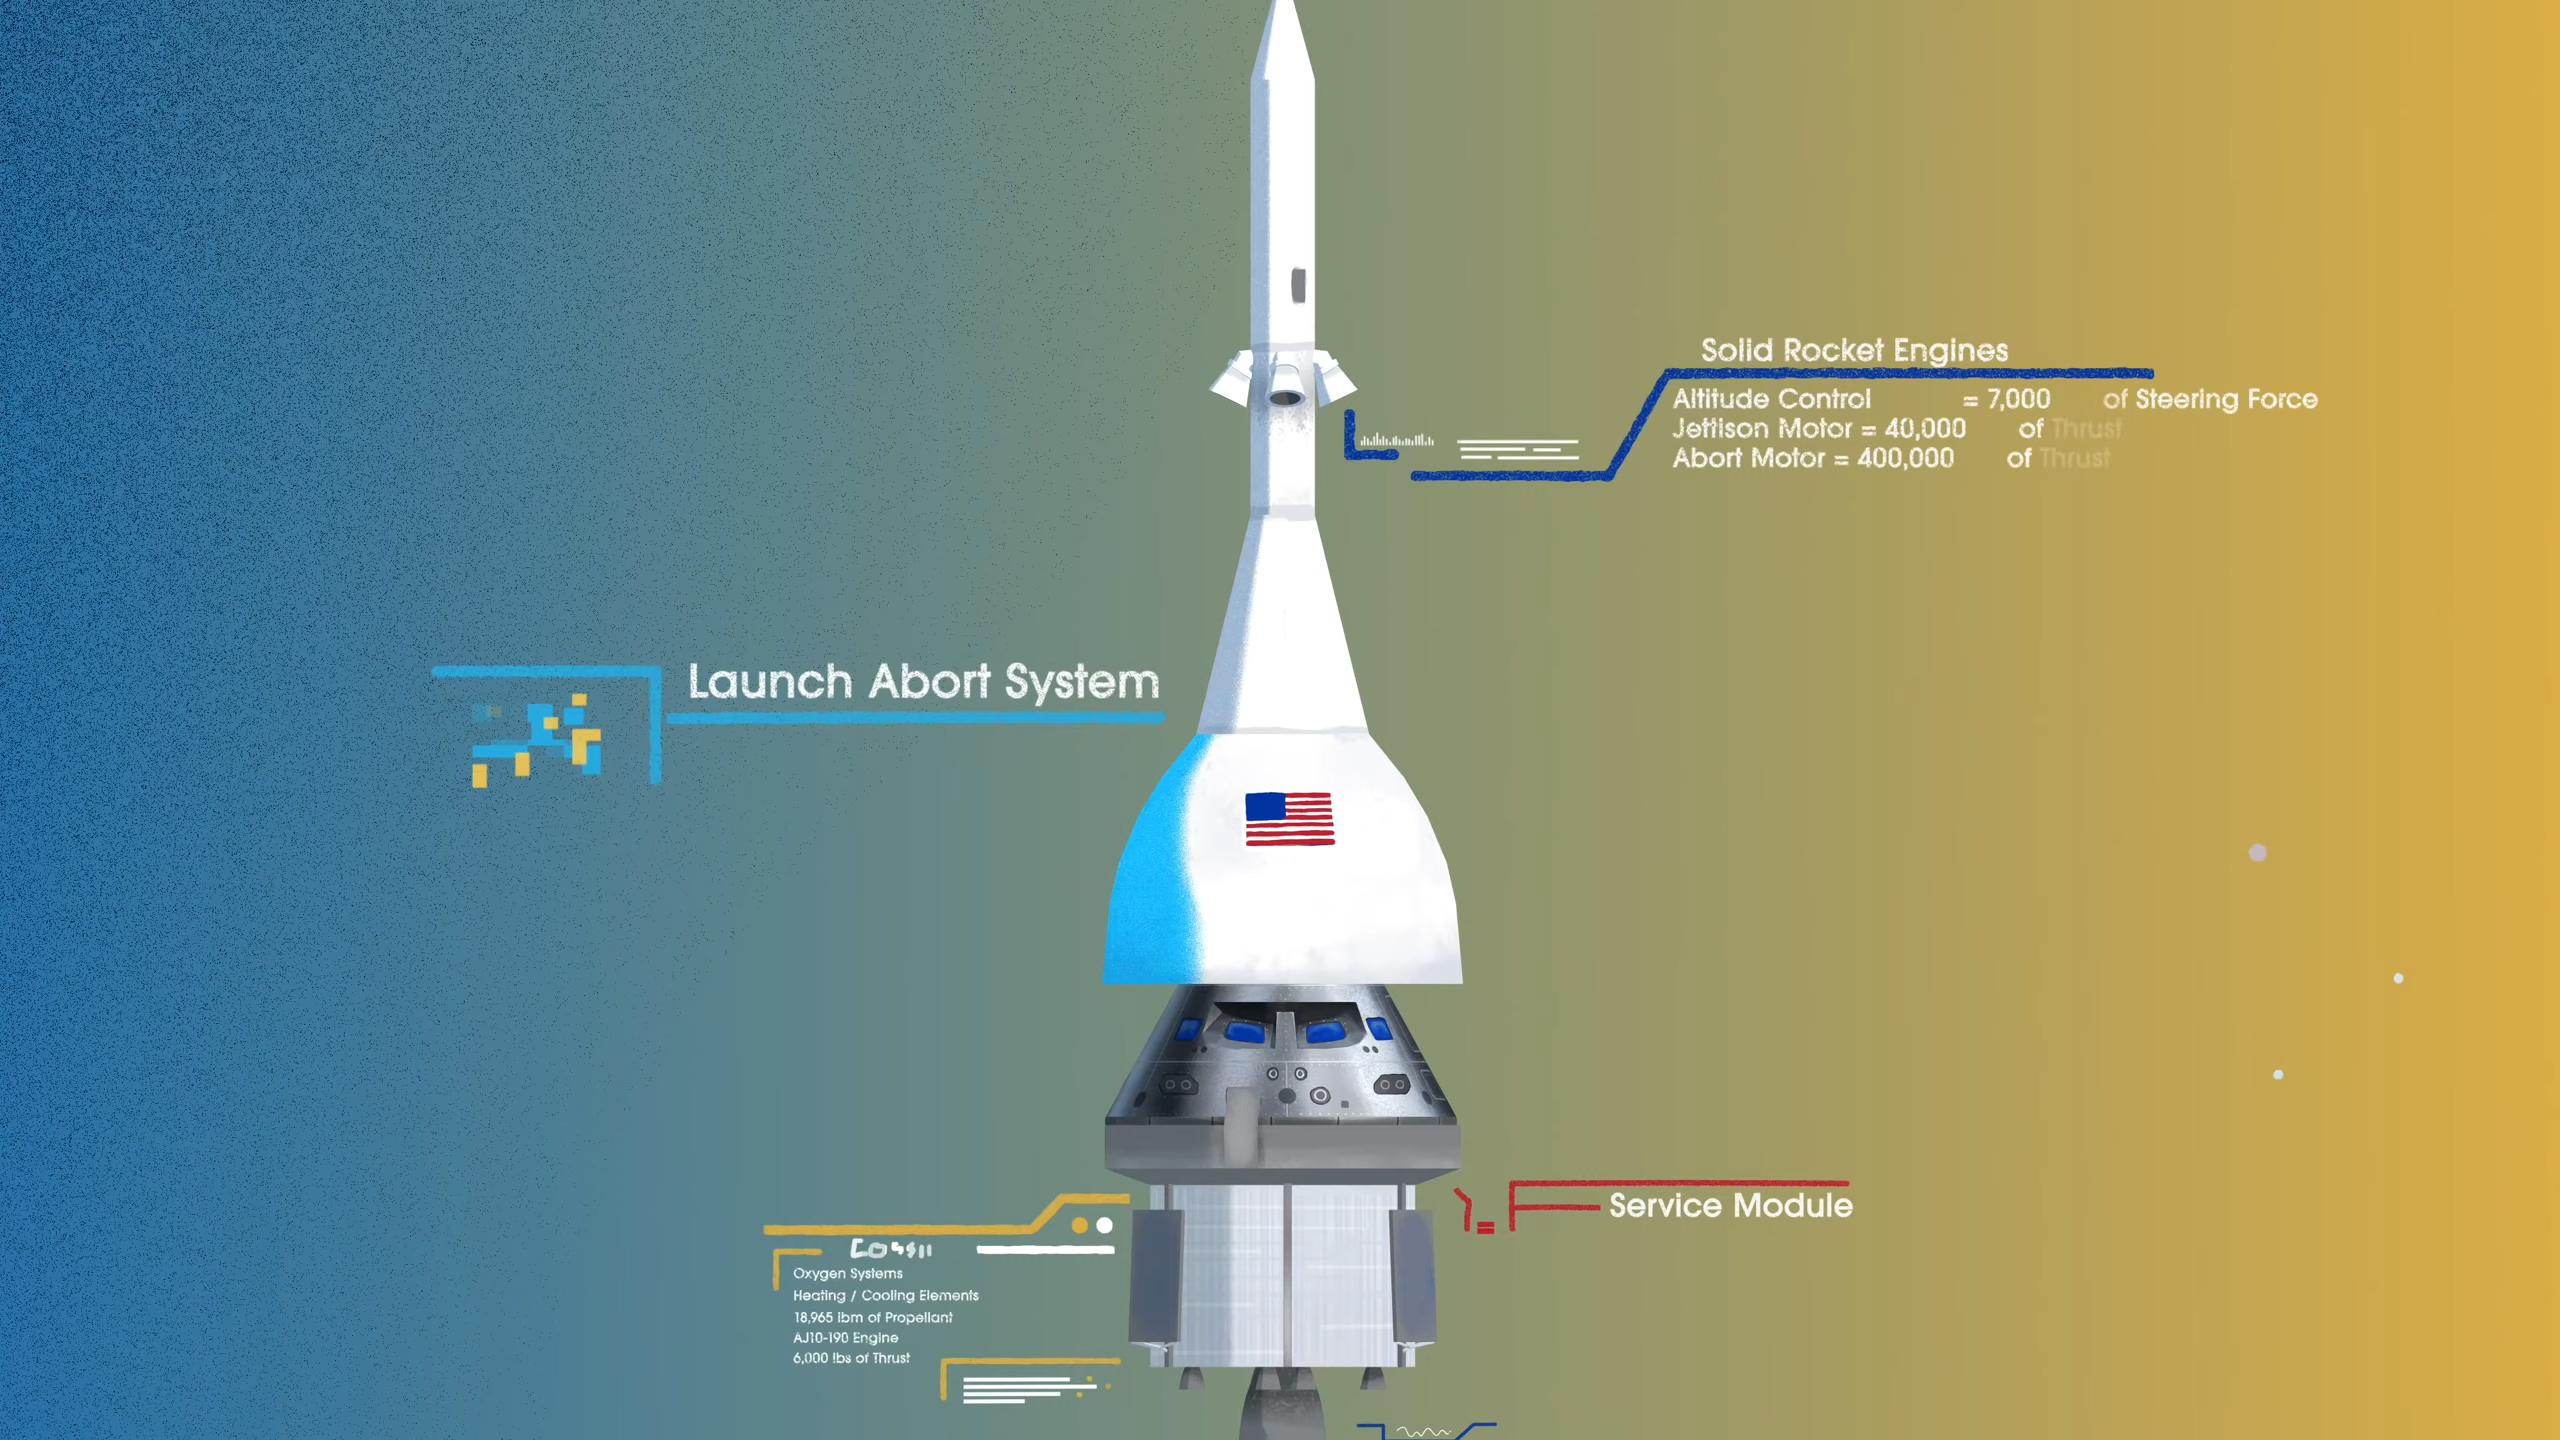 Solid Rocket Engines
Altitude Control = 7,000 of Steering Force
Jettison Motor = 40,000 of Thrust
Abort Motor = 400,000 of Thrust
Launch Abort System
Service Module
Oxygen Systems
Heating / Cooling Elements
18,965 lbm of Propellant
AJ10-190 Engine
6,000 lbs of Thrust